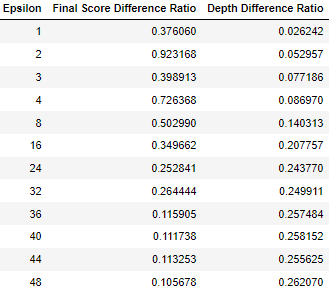 Epsilon Final Score Difference Ratio Depth Difference Ratio
1 0.376060 0.026242
2 0.923168 0.052957
3 0.398913 0.077186
4 0.726368 0.086970
8 0.502990 0.140313
16 0.349662 0.207757
24 0.252841 0.243770
32 0.264444 0.249911
36 0.115905 0.257484
40 0.111738 0.258152
44 0.113253 0.255625
48 0.105678 0.262070